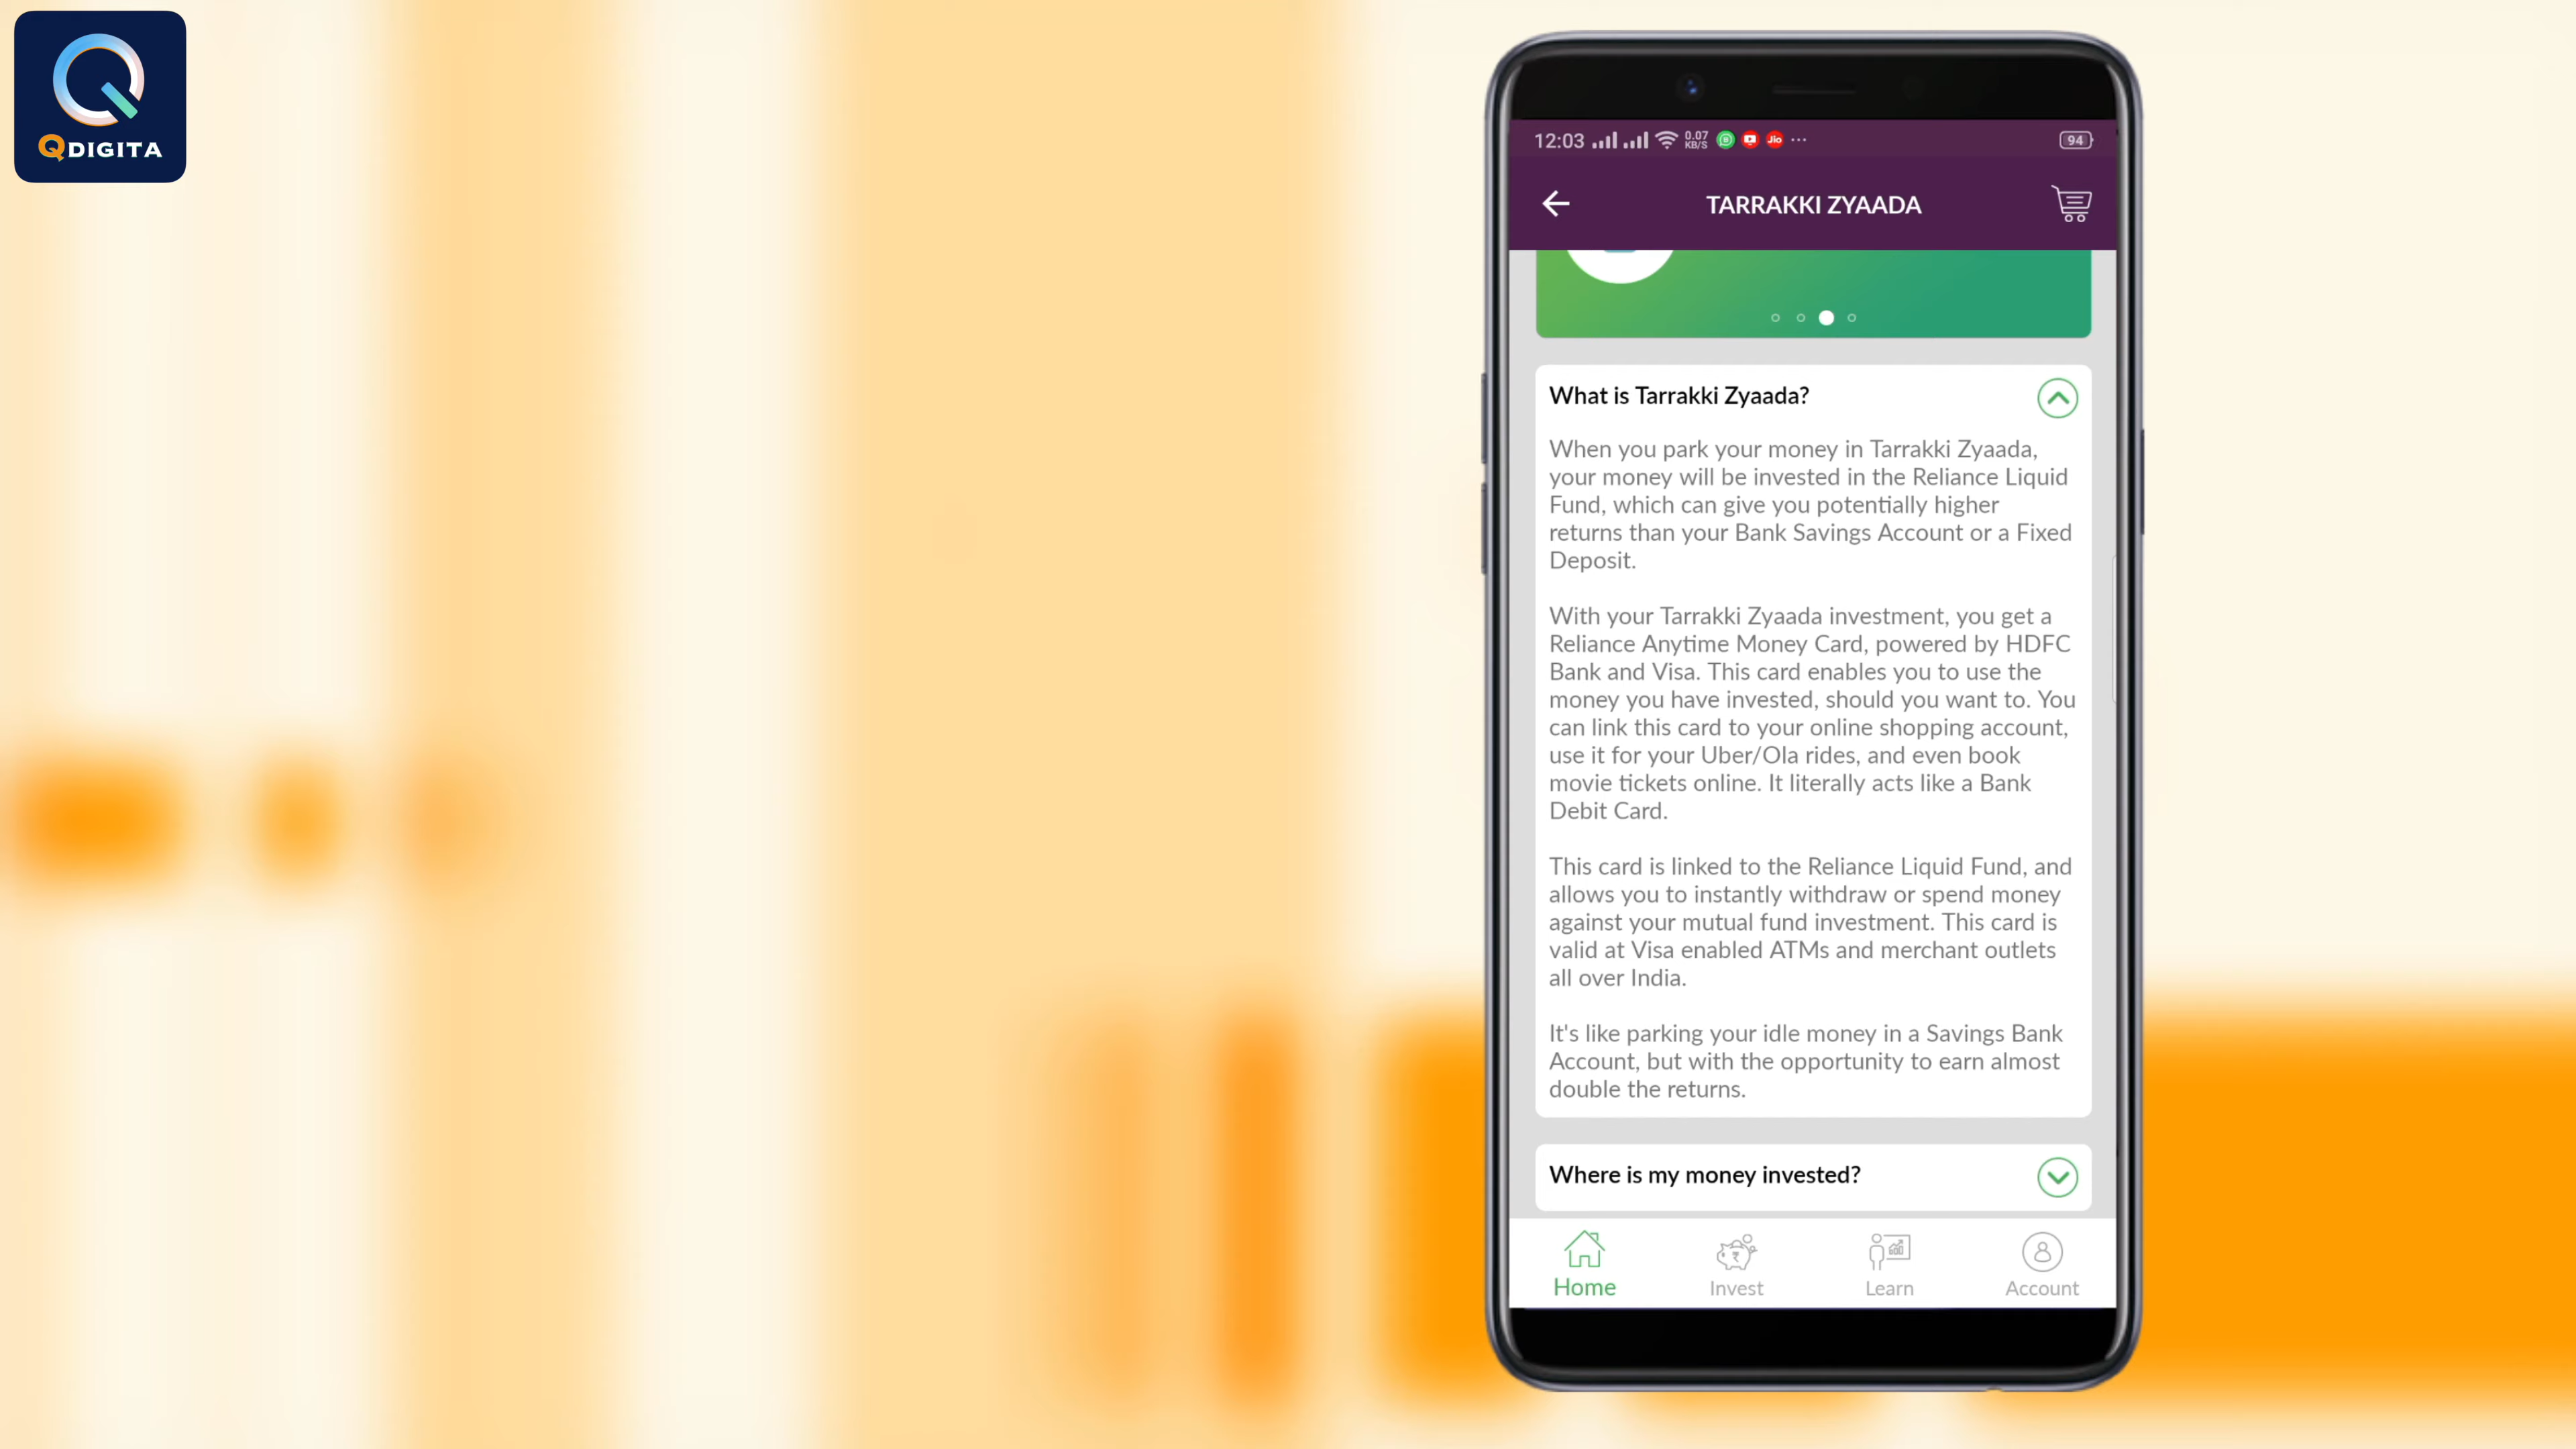 QDIGITA
12:03 0.07 KB/S Jio 94
TARRAKKI ZYAADA
What is Tarrakki Zyaada?
When you park your money in Tarrakki Zyaada,
your money will be invested in the Reliance Liquid
Fund, which can give you potentially higher
returns than your Bank Savings Account or a Fixed
Deposit.
With your Tarrakki Zyaada investment, you get a
Reliance Anytime Money Card, powered by HDFC
Bank and Visa. This card enables you to use the
money you have invested, should you want to. You
can link this card to your online shopping account,
use it for your Uber/Ola rides, and even book
movie tickets online. It literally acts like a Bank
Debit Card.
This card is linked to the Reliance Liquid Fund, and
allows you to instantly withdraw or spend money
against your mutual fund investment. This card is
valid at Visa enabled ATMs and merchant outlets
all over India.
It's like parking your idle money in a Savings Bank
Account, but with the opportunity to earn almost
double the returns.
Where is my money invested?
Home Invest Learn Account